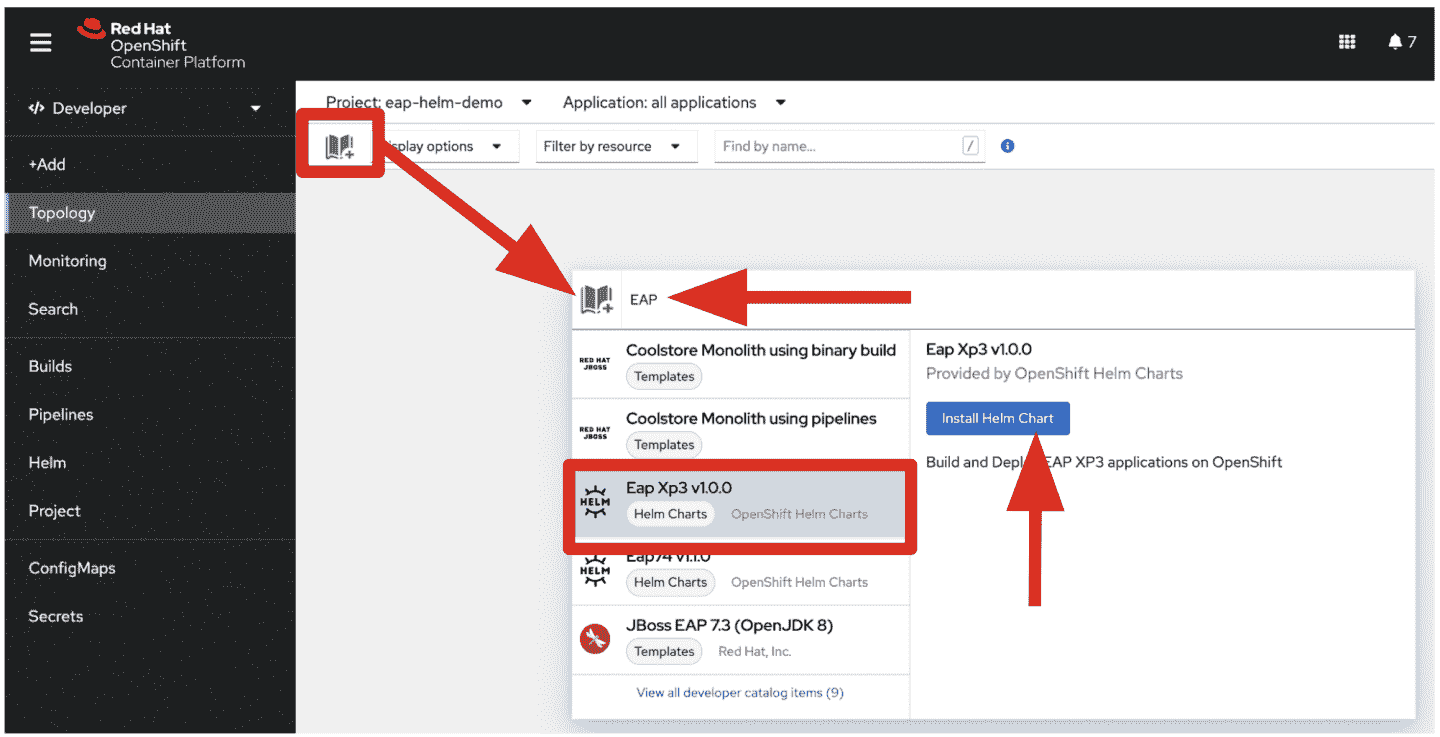 Red Hat
OpenShift
Container Platform
7
Developer
Project: eap-helm-demo
Application: all applications
+Add
splay options
Filter by resource
Find by name...
/
i
Topology
Monitoring
Search
Builds
Pipelines
Helm
Project
ConfigMaps
Secrets
EAP
RED HAT
JBOSS
Coolstore Monolith using binary build
Templates
RED HAT
JBOSS
Coolstore Monolith using pipelines
Templates
HELM
Eap Xp3 v1.0.0
Helm Charts OpenShift Helm Charts
HELM
Eap74 v1.1.0
Helm Charts OpenShift Helm Charts
JBoss EAP 7.3 (OpenJDK 8)
Templates Red Hat, Inc.
View all developer catalog items (9)
Eap Xp3 v1.0.0
Provided by OpenShift Helm Charts
Install Helm Chart
Build and Depl EAP XP3 applications on OpenShift